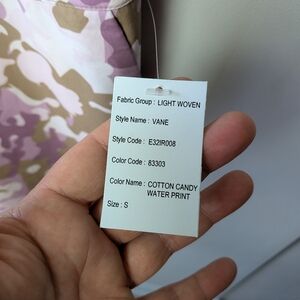 Fabric Group : LIGHT WOVEN
Style Name : VANE
Style Code : E32IR008
Color Code : 83303
Color Name : COTTON CANDY
WATER PRINT
Size : S